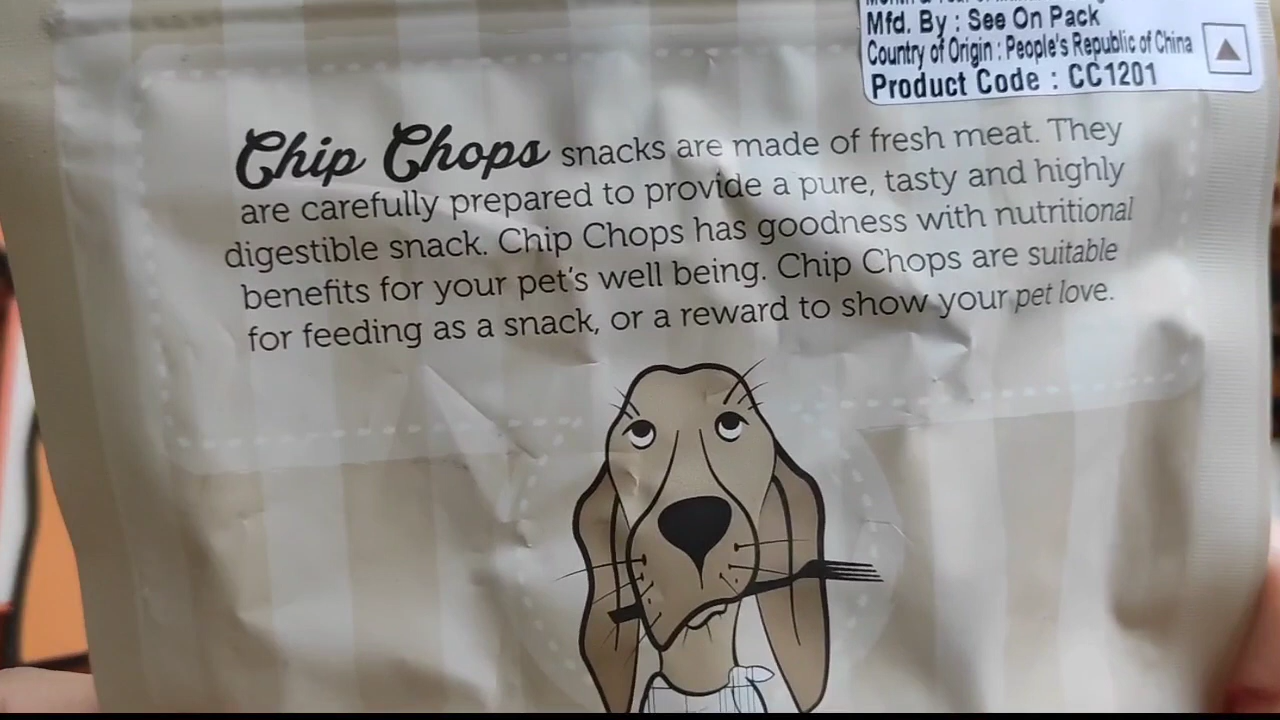 Mfd. By : See On Pack
Country of Origin : People's Republic of China
Product Code : CC1201
Chip Chops snacks are made of fresh meat. They
are carefully prepared to provide a pure, tasty and highly
digestible snack. Chip Chops has goodness with nutritional
benefits for your pet's well being. Chip Chops are suitable
for feeding as a snack, or a reward to show your pet love.